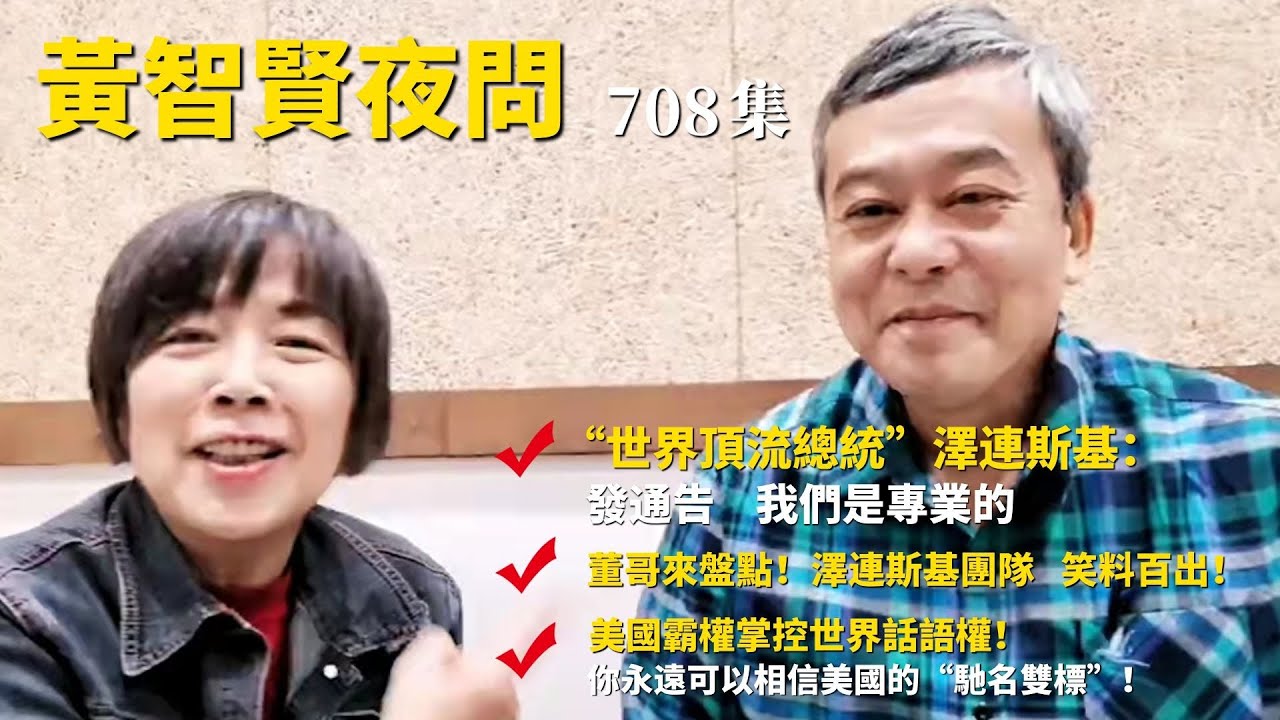 黃智賢夜問 708集
“世界頂流總統”澤連斯基：
發通告 我們是專業的
董哥來盤點！澤連斯基團隊 笑料百出！
美國霸權掌控世界話語權！
你永遠可以相信美國的“馳名雙標”！